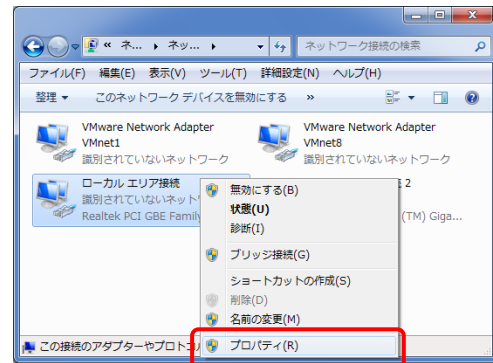 « ネ... ▸ ネッ... ▸
ネットワーク接続の検索
ファイル(F) 編集(E) 表示(V) ツール(T) 詳細設定(N) ヘルプ(H)
整理 ▼ このネットワーク デバイスを無効にする »
VMware Network Adapter
VMnet1
識別されていないネットワーク
VMware Network Adapter
VMnet8
識別されていないネットワーク
ローカル エリア接続
識別されていないネット
Realtek PCI GBE Family
2
(TM) Giga...
無効にする(B)
状態(U)
診断(I)
ブリッジ接続(G)
ショートカットの作成(S)
削除(D)
名前の変更(M)
プロパティ(R)
この接続のアダプターやプロトコ